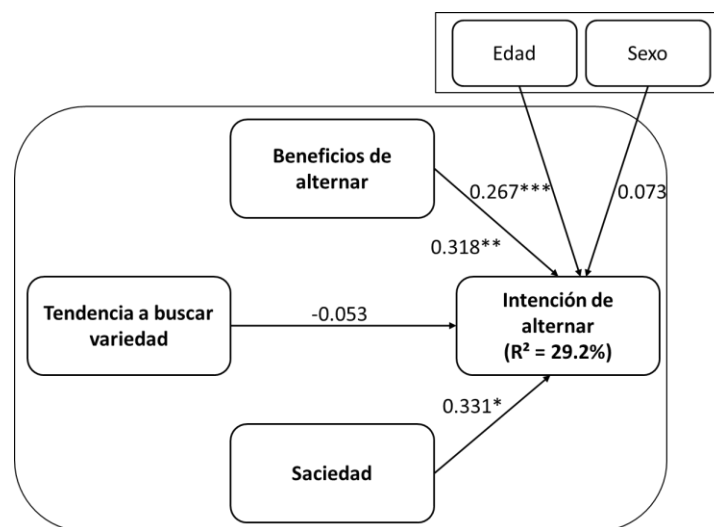 Edad
Sexo
Beneficios de
alternar
0.267***
0.073
0.318**
Tendencia a buscar
variedad
-0.053
Intención de
alternar
(R² = 29.2%)
0.331*
Saciedad